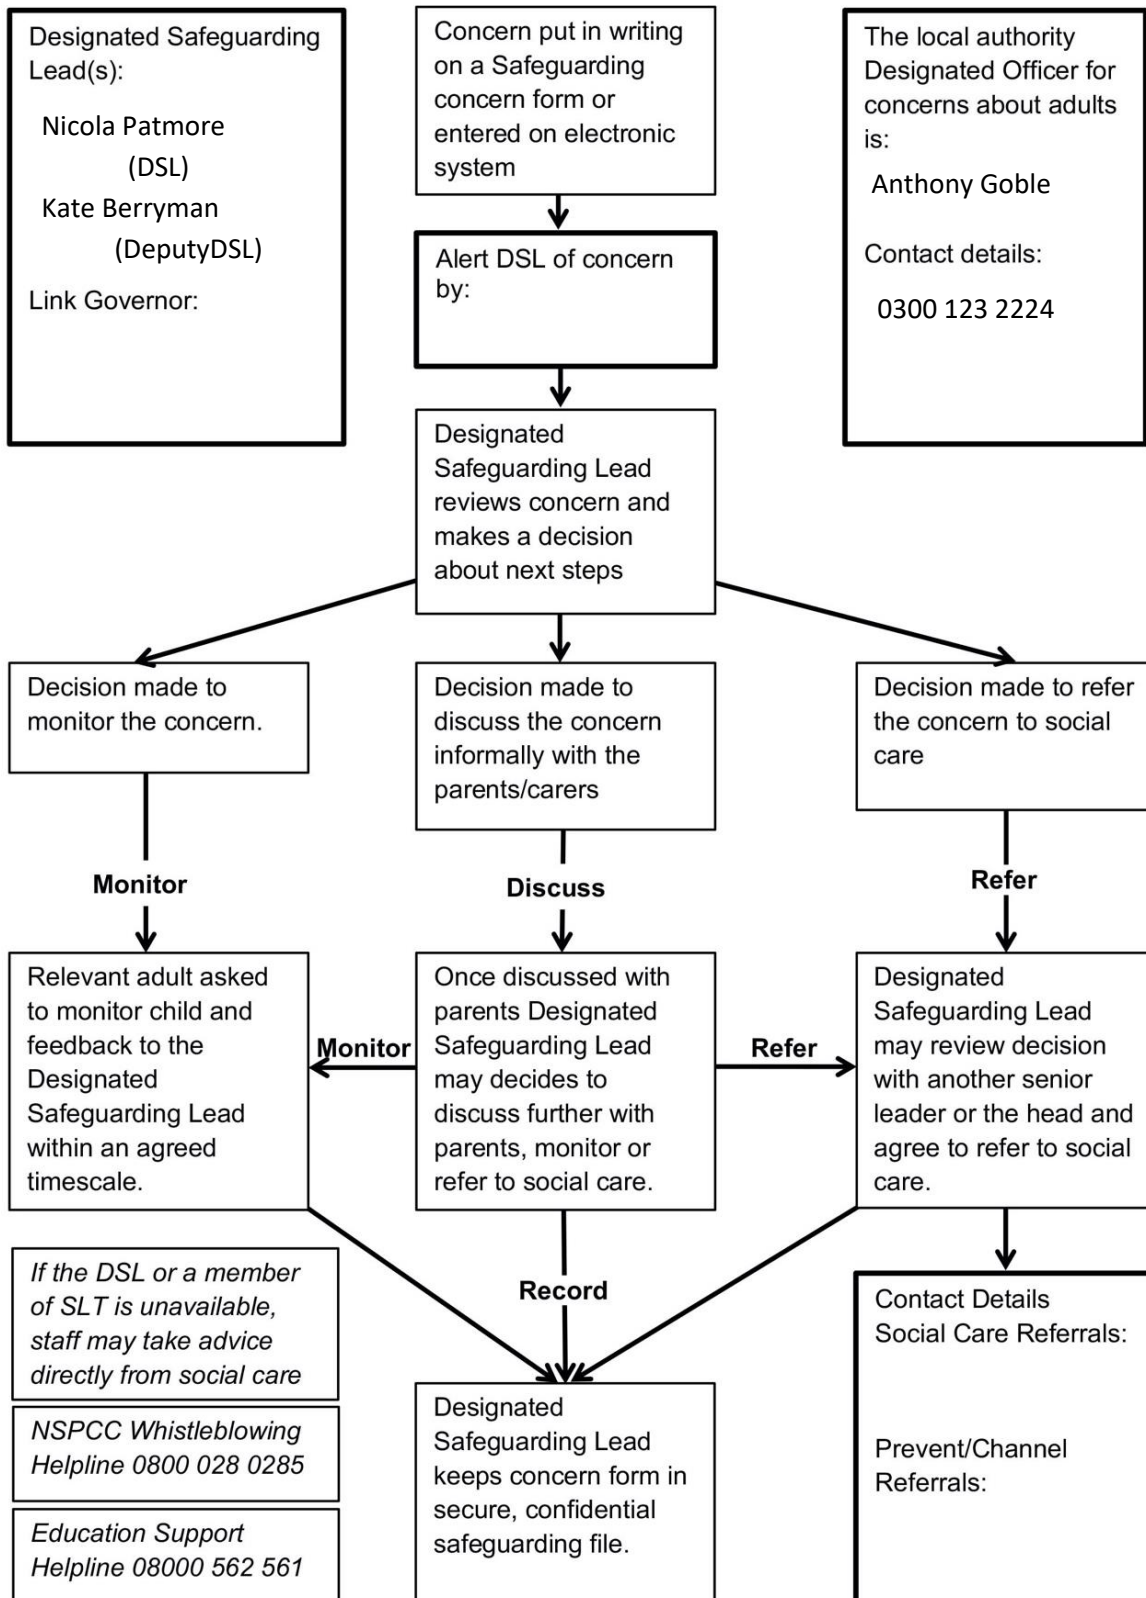 Designated Safeguarding
Lead(s):
Nicola Patmore
(DSL)
Kate Berryman
(DeputyDSL)
Link Governor:
Concern put in writing
on a Safeguarding
concern form or
entered on electronic
system
The local authority
Designated Officer for
concerns about adults
is:
Anthony Goble
Contact details:
0300 123 2224
Alert DSL of concern
by:
Designated
Safeguarding Lead
reviews concern and
makes a decision
about next steps
Decision made to
monitor the concern.
Decision made to
discuss the concern
informally with the
parents/carers
Decision made to refer
the concern to social
care
Monitor
Discuss
Refer
Relevant adult asked
to monitor child and
feedback to the
Designated
Safeguarding Lead
within an agreed
timescale.
Monitor
Once discussed with
parents Designated
Safeguarding Lead
may decides to
discuss further with
parents, monitor or
refer to social care.
Refer
Designated
Safeguarding Lead
may review decision
with another senior
leader or the head and
agree to refer to social
care.
Record
If the DSL or a member
of SLT is unavailable,
staff may take advice
directly from social care
NSPCC Whistleblowing
Helpline 0800 028 0285
Education Support
Helpline 08000 562 561
Designated
Safeguarding Lead
keeps concern form in
secure, confidential
safeguarding file.
Contact Details
Social Care Referrals:
Prevent/Channel
Referrals: